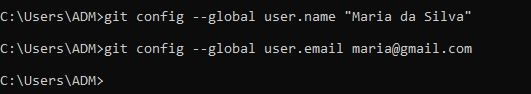 C:\Users\ADM>git config --global user.name "Maria da Silva"
C:\Users\ADM>git config --global user.email maria@gmail.com
C:\Users\ADM>